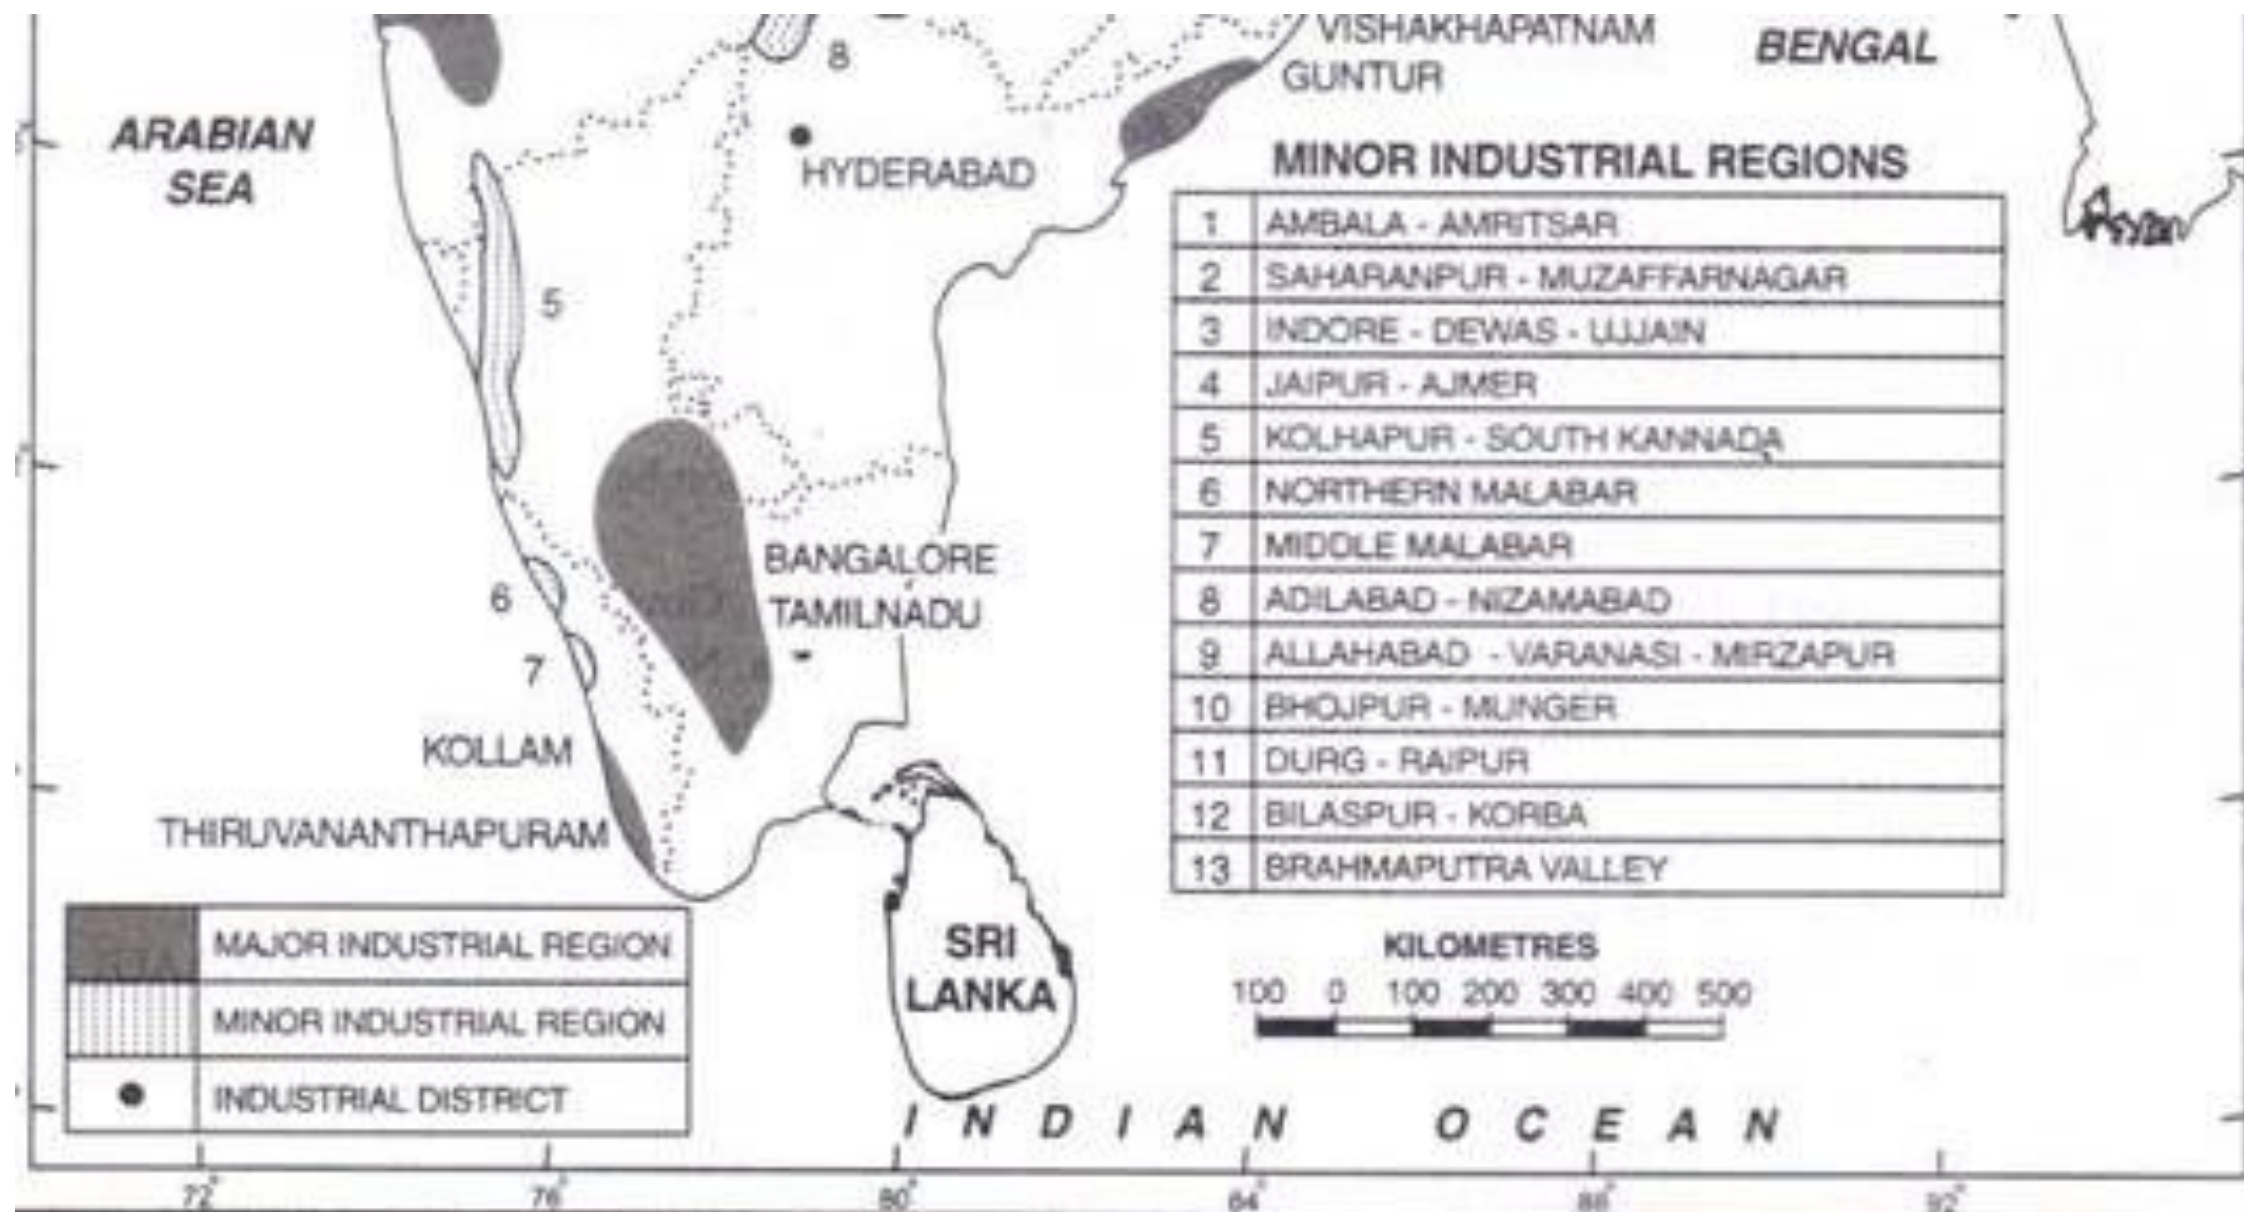 VISHAKHAPATNAM
GUNTUR
BENGAL
8
ARABIAN
SEA
HYDERABAD
5
MINOR INDUSTRIAL REGIONS
1 AMBALA - AMRITSAR
2 SAHARANPUR - MUZAFFARNAGAR
3 INDORE - DEWAS - UJJAIN
4 JAIPUR - AJMER
5 KOLHAPUR - SOUTH KANNADA
6 NORTHERN MALABAR
7 MIDDLE MALABAR
8 ADILABAD - NIZAMABAD
9 ALLAHABAD - VARANASI - MIRZAPUR
10 BHOJPUR - MUNGER
11 DURG - RAIPUR
12 BILASPUR - KORBA
13 BRAHMAPUTRA VALLEY
BANGALORE
TAMILNADU
6
7
KOLLAM
THIRUVANANTHAPURAM
MAJOR INDUSTRIAL REGION
MINOR INDUSTRIAL REGION
INDUSTRIAL DISTRICT
SRI
LANKA
KILOMETRES
100 0 100 200 300 400 500
INDIAN OCEAN
72° 76° 80° 84° 88° 92°